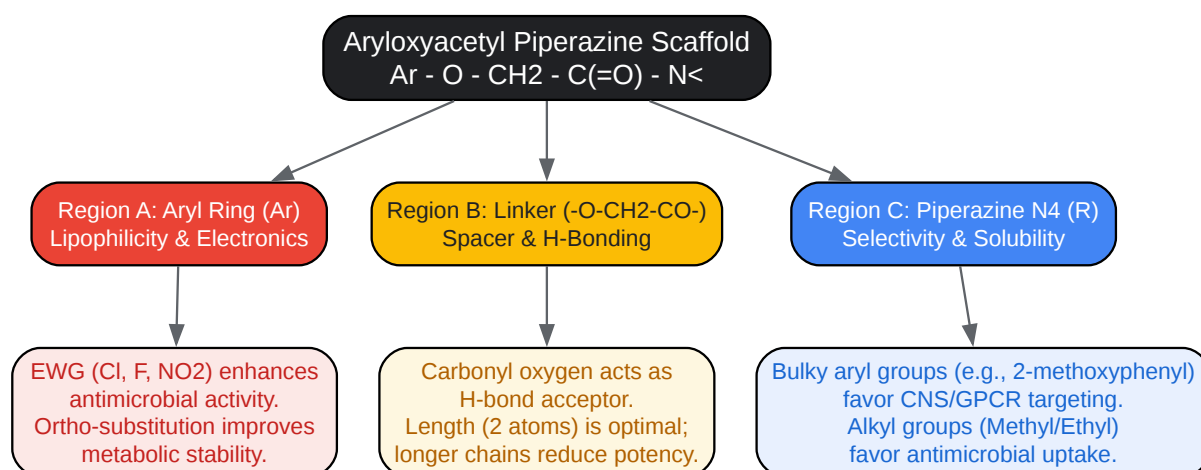 Aryloxyacetyl Piperazine Scaffold
Ar - O - CH2 - C(=O) - N<
Region A: Aryl Ring (Ar)
Lipophilicity & Electronics
Region B: Linker (-O-CH2-CO-)
Spacer & H-Bonding
Region C: Piperazine N4 (R)
Selectivity & Solubility
EWG (Cl, F, NO2) enhances
antimicrobial activity.
Ortho-substitution improves
metabolic stability.
Carbonyl oxygen acts as
H-bond acceptor.
Length (2 atoms) is optimal;
longer chains reduce potency.
Bulky aryl groups (e.g., 2-methoxyphenyl)
favor CNS/GPCR targeting.
Alkyl groups (Methyl/Ethyl)
favor antimicrobial uptake.